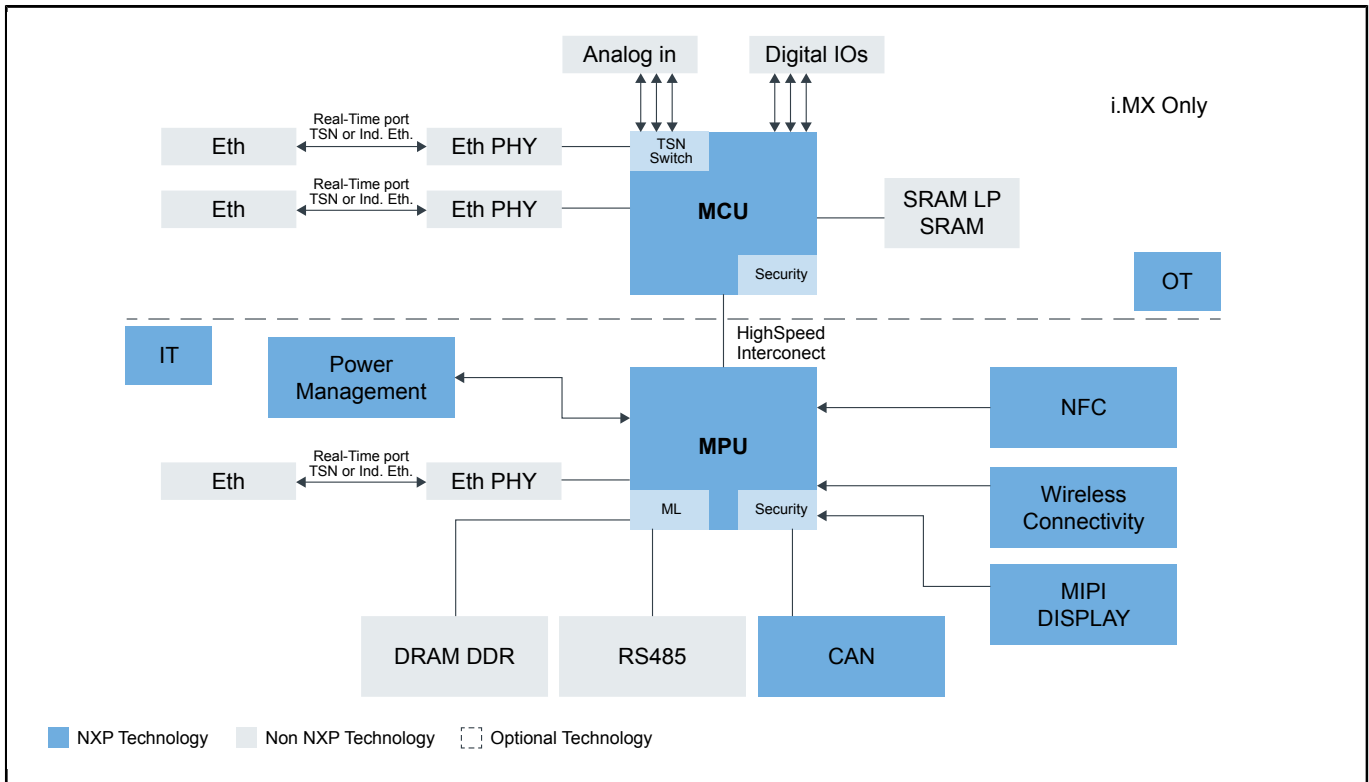 Analog in
Digital IOs
i.MX Only
Real-Time port
TSN or Ind. Eth.
Eth
Eth PHY
TSN
Switch
Real-Time port
TSN or Ind. Eth.
Eth
Eth PHY
MCU
SRAM LP
SRAM
Security
OT
IT
HighSpeed
Interconect
Power
Management
NFC
MPU
Real-Time port
TSN or Ind. Eth.
Eth
Eth PHY
ML
Security
Wireless
Connectivity
MIPI
DISPLAY
DRAM DDR
RS485
CAN
NXP Technology
Non NXP Technology
Optional Technology